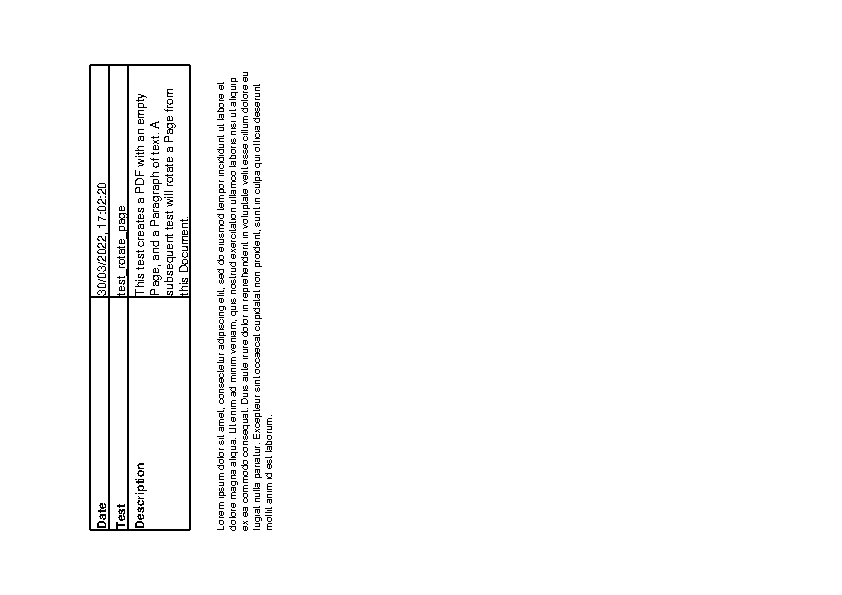 Date 30/03/2022, 17:02:20
Test test_rotate_page
Description This test creates a PDF with an empty
Page, and a Paragraph of text. A
subsequent test will rotate a Page from
this Document.
Lorem ipsum dolor sit amet, consectetur adipiscing elit, sed do eiusmod tempor incididunt ut labore et
dolore magna aliqua. Ut enim ad minim veniam, quis nostrud exercitation ullamco laboris nisi ut aliquip
ex ea commodo consequat. Duis aute irure dolor in reprehenderit in voluptate velit esse cillum dolore eu
fugiat nulla pariatur. Excepteur sint occaecat cupidatat non proident, sunt in culpa qui officia deserunt
mollit anim id est laborum.